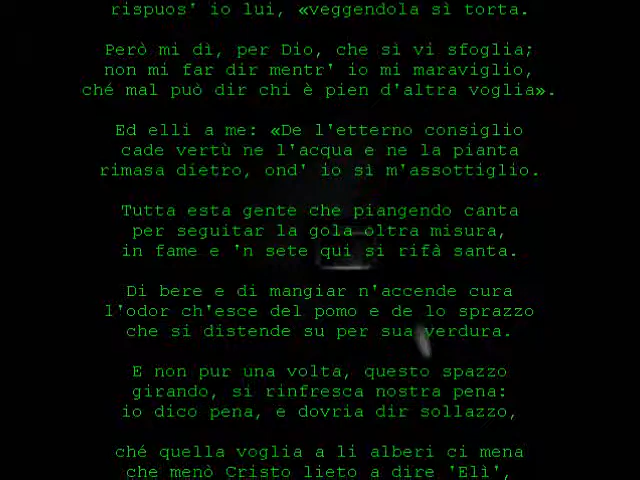 rispuos' io lui, «veggendola sì torta.
Però mi dì, per Dio, che sì vi sfoglia;
non mi far dir mentr' io mi maraviglio,
ché mal può dir chi è pien d'altra voglia».
Ed elli a me: «De l'etterno consiglio
cade vertù ne l'acqua e ne la pianta
rimasa dietro, ond' io sì m'assottiglio.
Tutta esta gente che piangendo canta
per seguitar la gola oltra misura,
in fame e 'n sete qui si rifà santa.
Di bere e di mangiar n'accende cura
l'odor ch'esce del pomo e de lo sprazzo
che si distende su per sua verdura.
E non pur una volta, questo spazzo
girando, si rinfresca nostra pena:
io dico pena, e dovria dir sollazzo,
ché quella voglia a li alberi ci mena
che menò Cristo lieto a dire 'Elì',